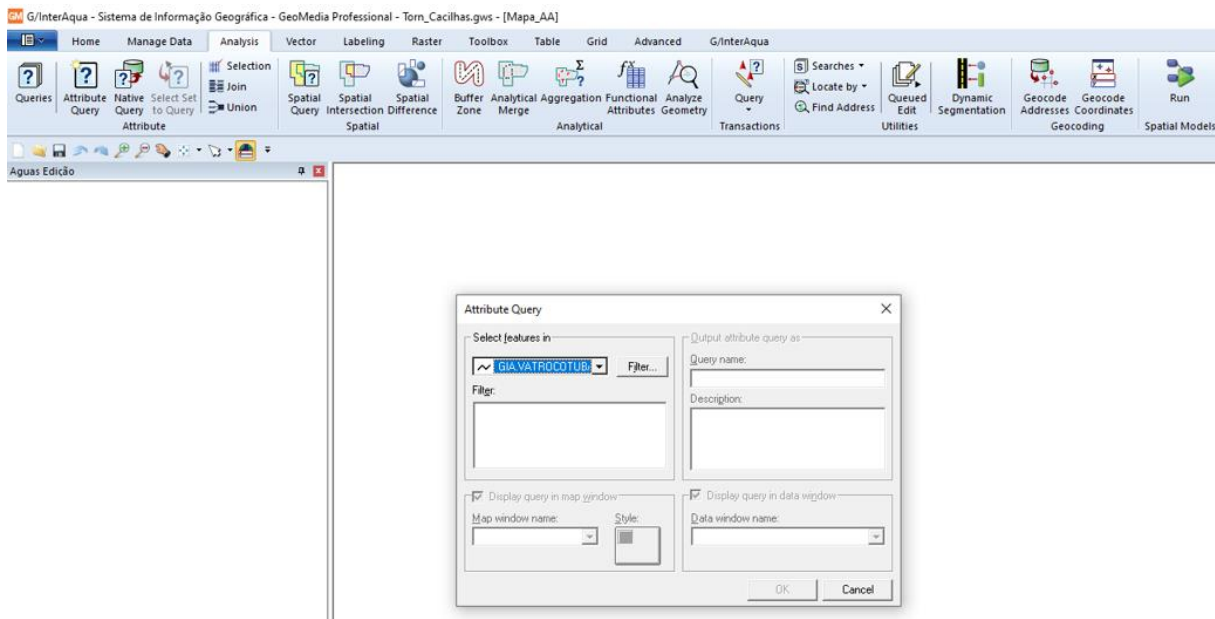 GM G/InterAqua - Sistema de Informação Geográfica - GeoMedia Professional - Torn_Cacilhas.gws - [Mapa_AA]
Home Manage Data Analysis Vector Labeling Raster Toolbox Table Grid Advanced G/InterAqua
Queries
Attribute Query
Native Query
Select Set to Query
Selection
Join
Union
Attribute
Spatial Query
Spatial Intersection
Spatial Difference
Spatial
Buffer Zone
Analytical Merge
Aggregation
Functional Attributes
Analyze Geometry
Analytical
Query
Transactions
Searches
Locate by
Find Address
Queued Edit
Dynamic Segmentation
Utilities
Geocode Addresses
Geocode Coordinates
Geocoding
Run
Spatial Models
Aguas Edição
Attribute Query
Select features in
GIA.VATROCOTUB
Filter...
Filter:
Output attribute query as
Query name:
Description:
Display query in map window
Map window name:
Style:
Display query in data window
Data window name:
OK
Cancel